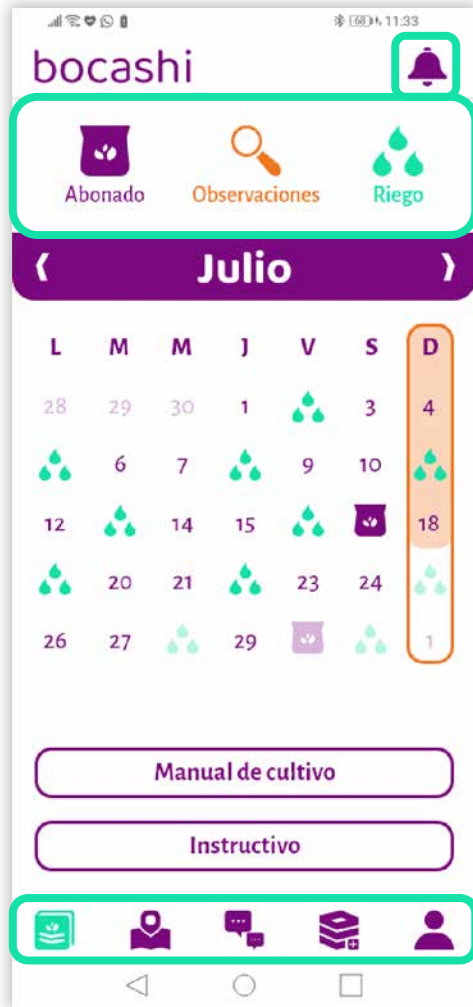 68 11:33
bocashi
Abonado Observaciones Riego
Julio
L M M J V S D
28 29 30 1 3 4
6 7 9 10
12 14 15 18
20 21 23 24
26 27 29 1
Manual de cultivo
Instructivo